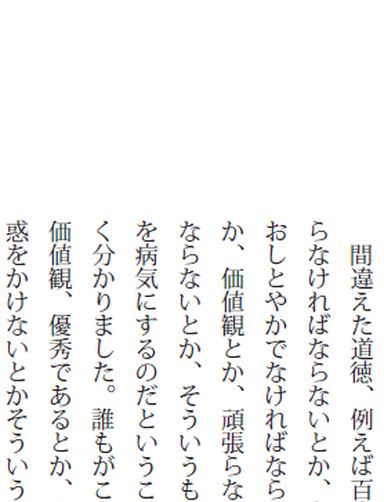 間違えた道徳、例えば百
らなければならないとか、
おしとやかでなければなら
か、価値観とか、頑張らな
ならないとか、そういうも
を病気にするのだというこ
く分かりました。誰もがこ
価値観、優秀であるとか、
惑をかけないとかそういう